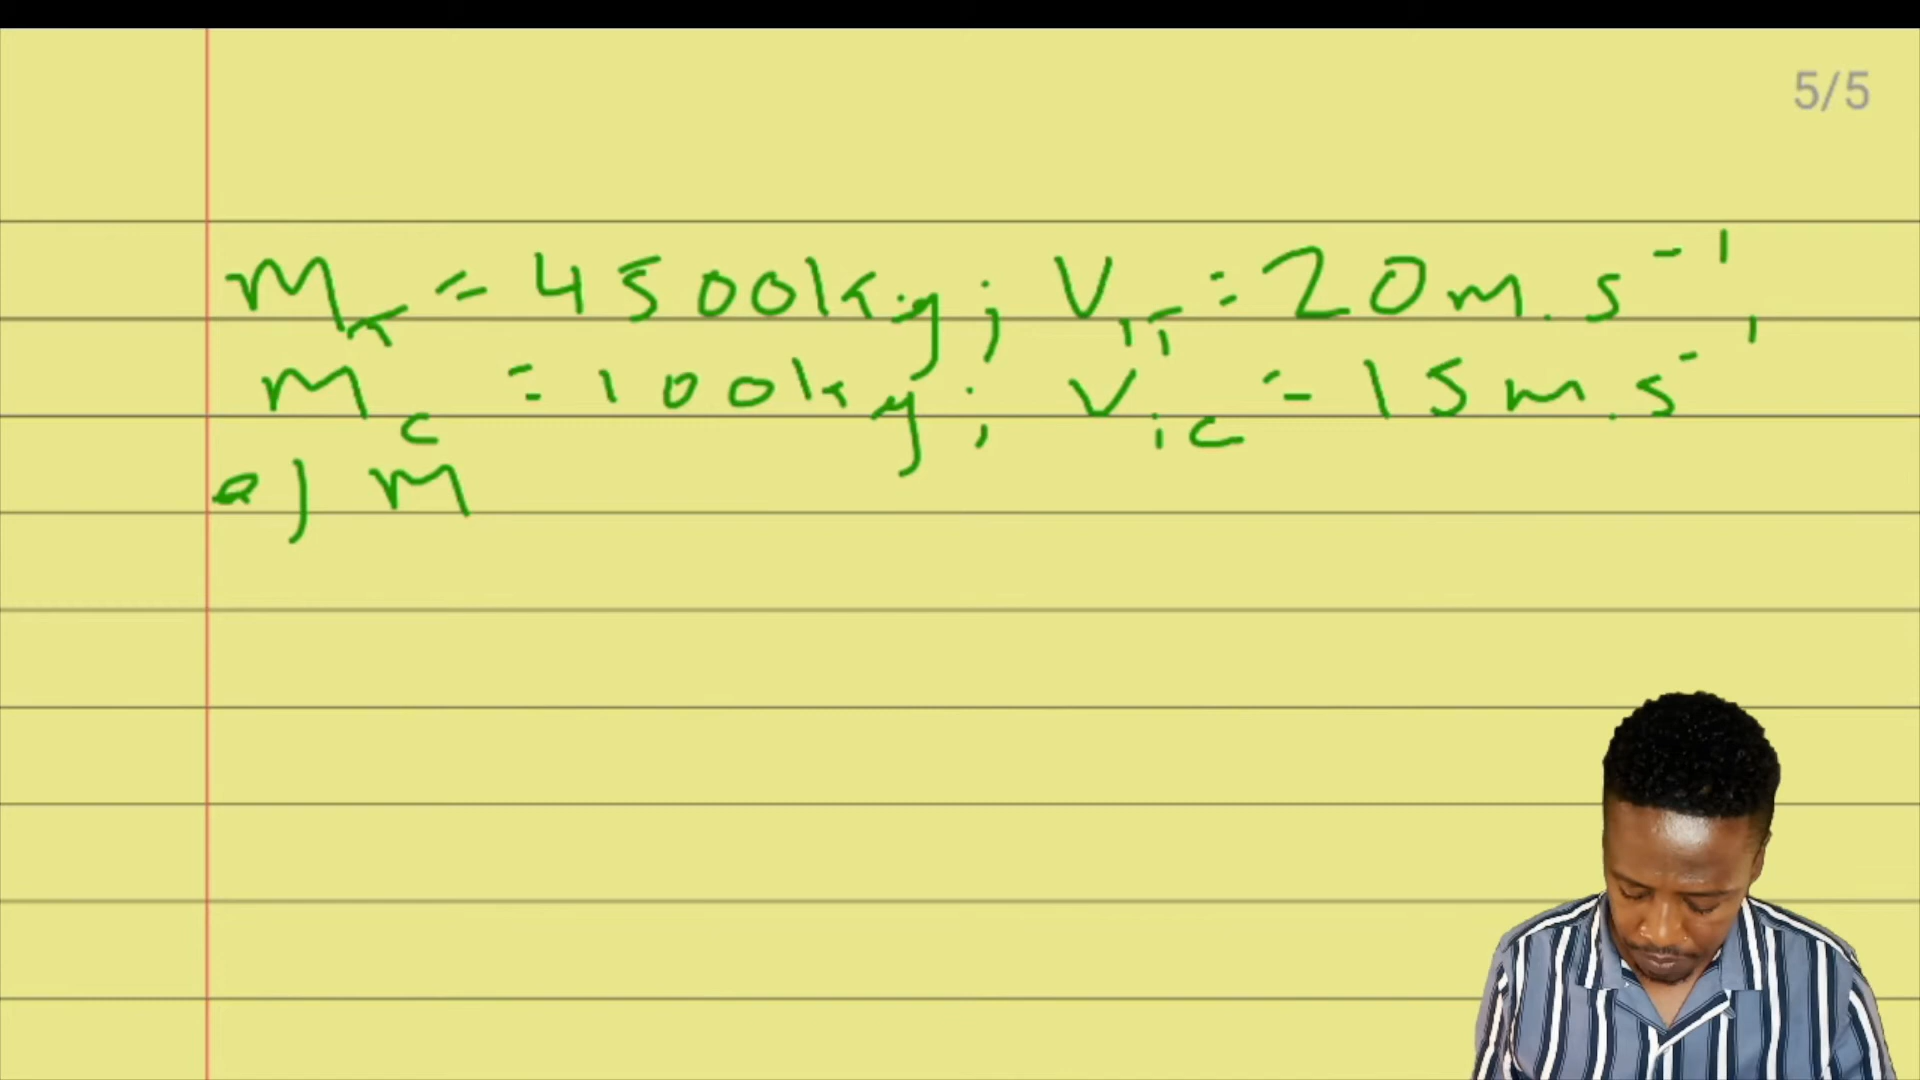 5/5
m_T = 4500kg; v_iT = 20m.s⁻¹,
m_c = 100kg; v_ic = 15m.s⁻¹
a) m